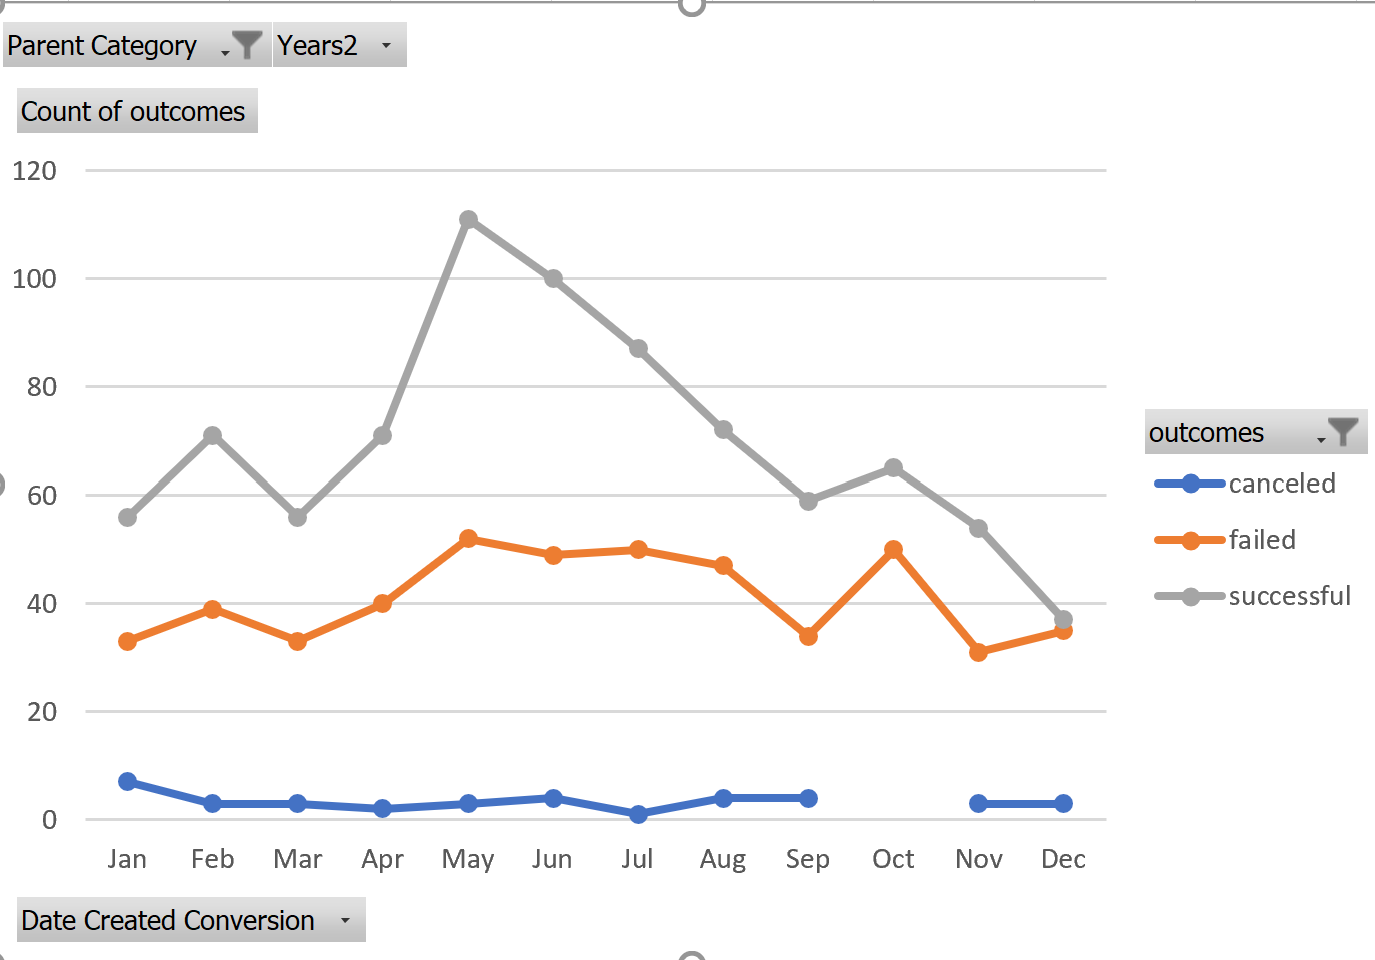 Parent Category Years2
Count of outcomes
120
100
80
60
40
20
0
Jan Feb Mar Apr May Jun Jul Aug Sep Oct Nov Dec
outcomes
canceled
failed
successful
Date Created Conversion